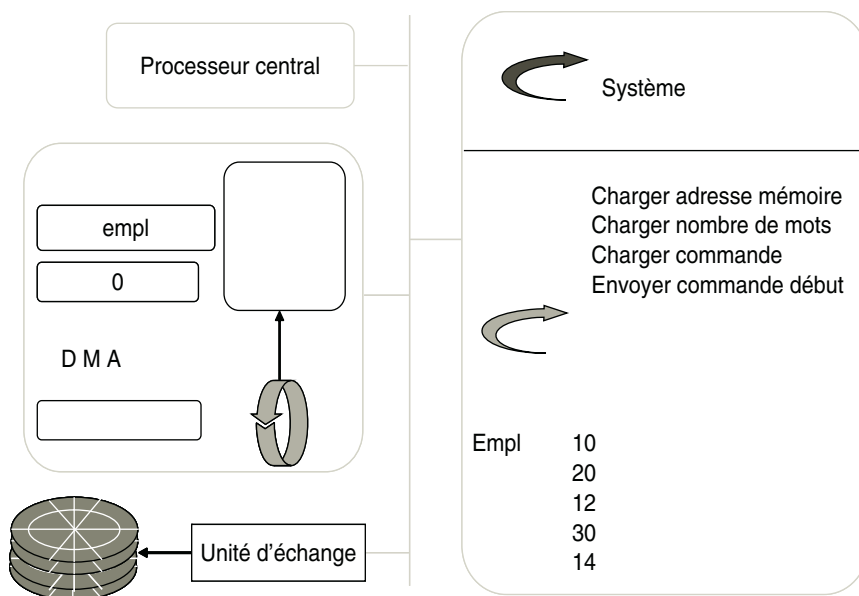 Processeur central
empl
0
D M A
Unité d'échange
Système
Charger adresse mémoire
Charger nombre de mots
Charger commande
Envoyer commande début
Empl 10
20
12
30
14